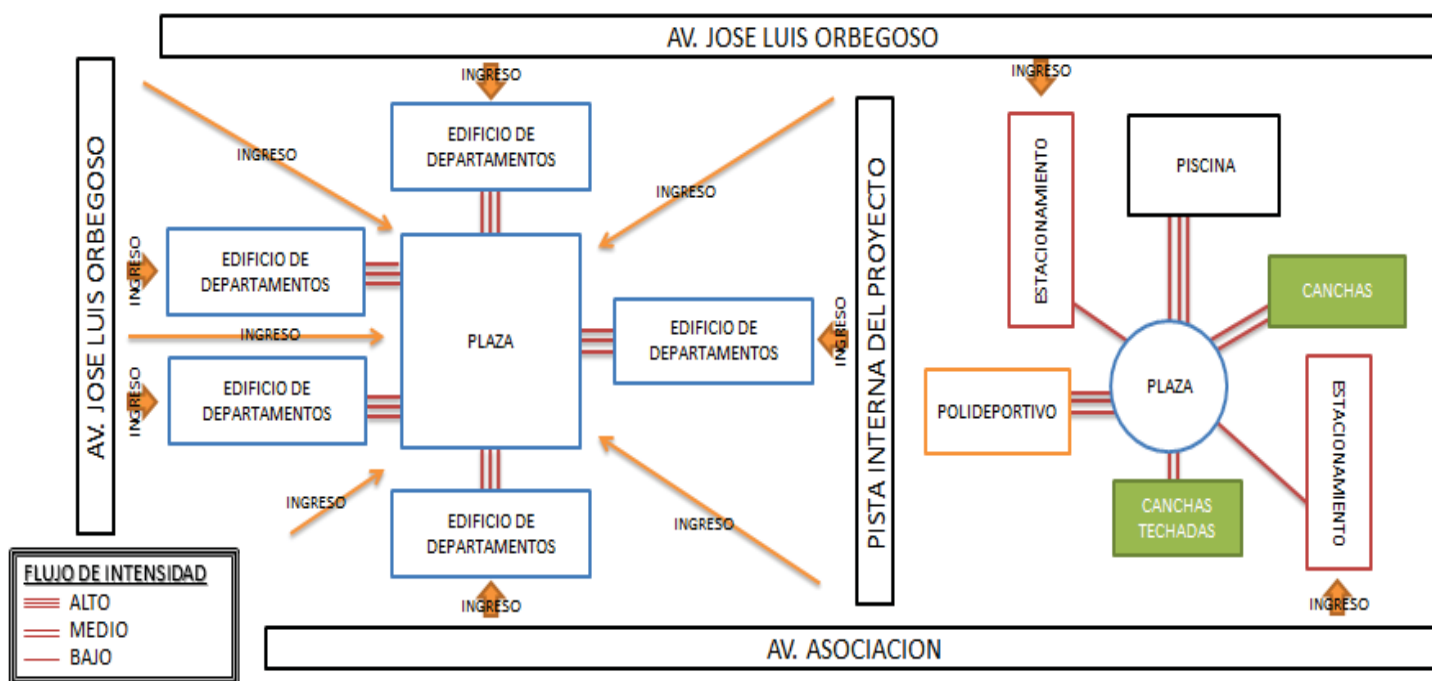 AV. JOSE LUIS ORBEGOSO
INGRESO
INGRESO
AV. JOSE LUIS ORBEGOSO
INGRESO
EDIFICIO DE
DEPARTAMENTOS
INGRESO
INGRESO
EDIFICIO DE
DEPARTAMENTOS
INGRESO
INGRESO
EDIFICIO DE
DEPARTAMENTOS
PLAZA
EDIFICIO DE
DEPARTAMENTOS
INGRESO
INGRESO
INGRESO
EDIFICIO DE
DEPARTAMENTOS
INGRESO
INGRESO
PISTA INTERNA DEL PROYECTO
ESTACIONAMIENTO
PISCINA
CANCHAS
PLAZA
POLIDEPORTIVO
CANCHAS
TECHADAS
ESTACIONAMIENTO
INGRESO
FLUJO DE INTENSIDAD
ALTO
MEDIO
BAJO
AV. ASOCIACION